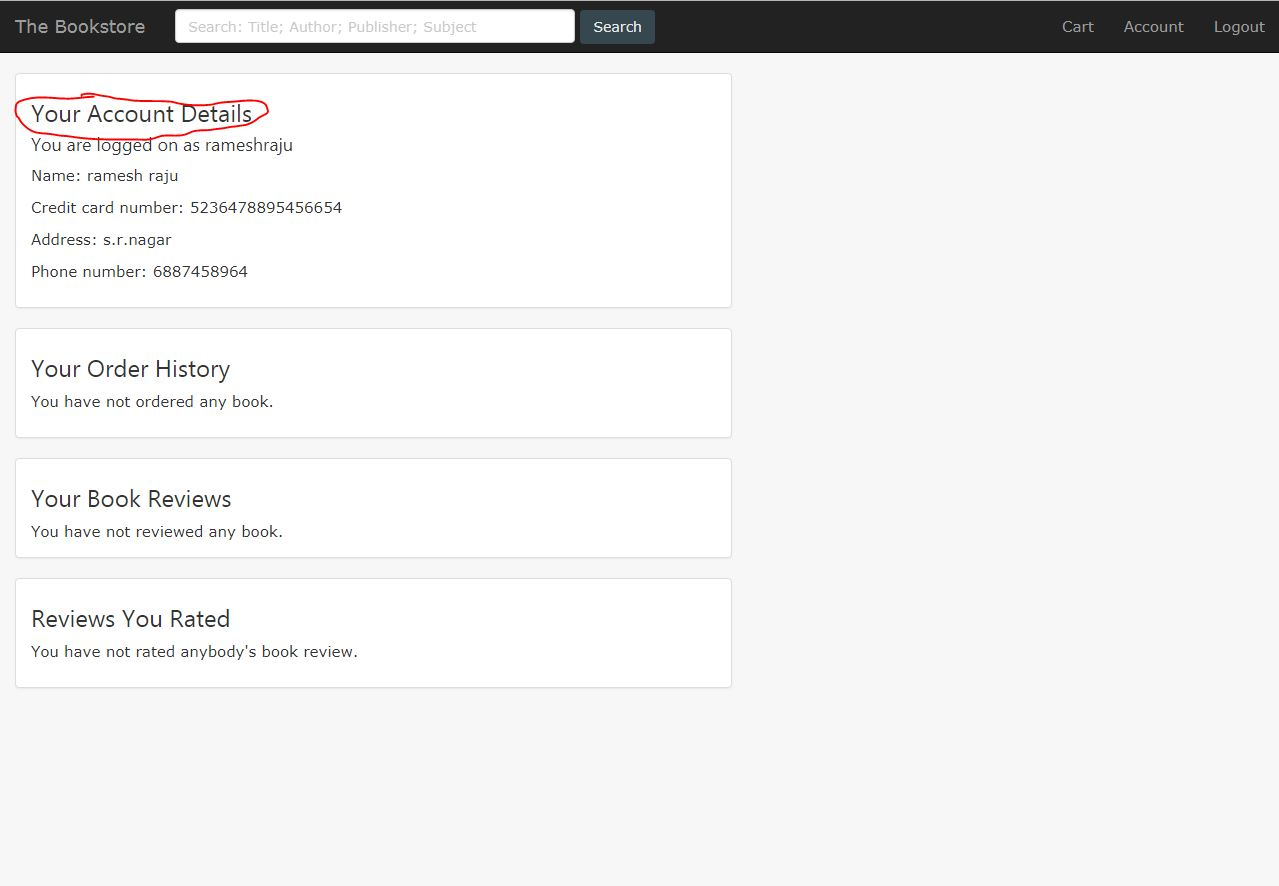 The Bookstore Search: Title; Author; Publisher; Subject Search Cart Account Logout
Your Account Details
You are logged on as rameshraju
Name: ramesh raju
Credit card number: 5236478895456654
Address: s.r.nagar
Phone number: 6887458964
Your Order History
You have not ordered any book.
Your Book Reviews
You have not reviewed any book.
Reviews You Rated
You have not rated anybody's book review.